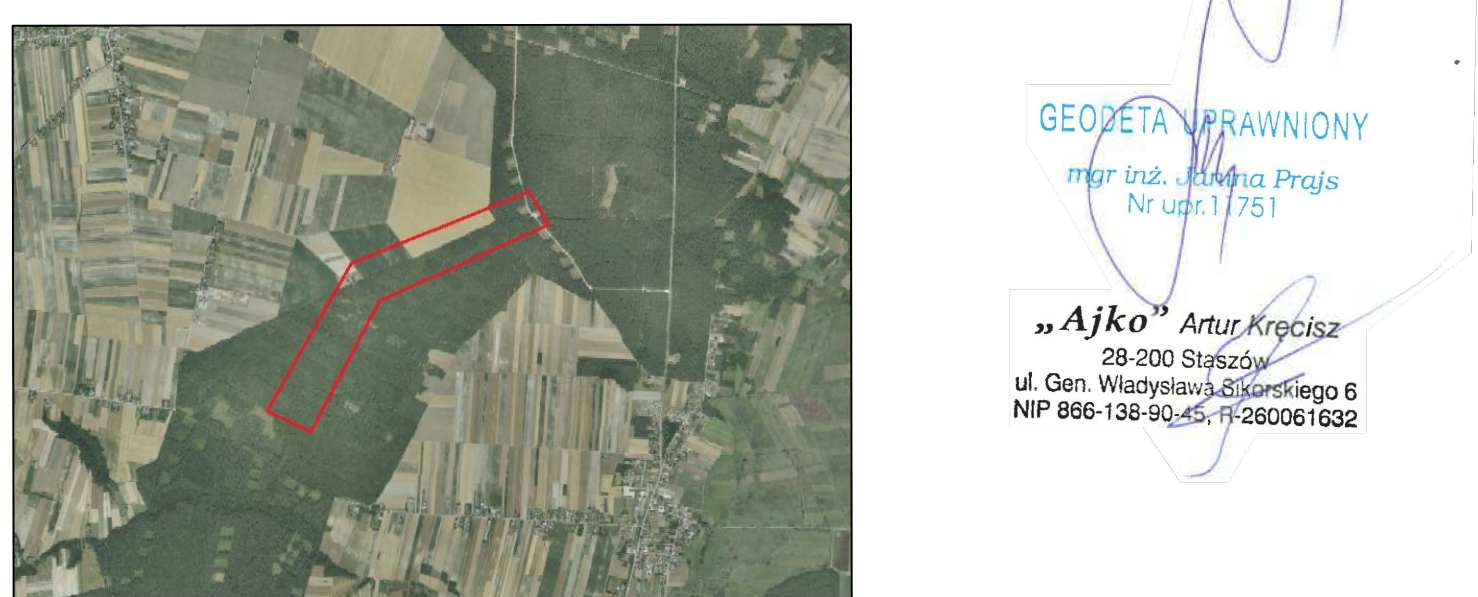 GEODETA UPRAWNIONY
mgr inż. Janina Prajs
Nr upr.11751
„Ajko” Artur Kręcisz
28-200 Staszów
ul. Gen. Władysława Sikorskiego 6
NIP 866-138-90-45, R-260061632